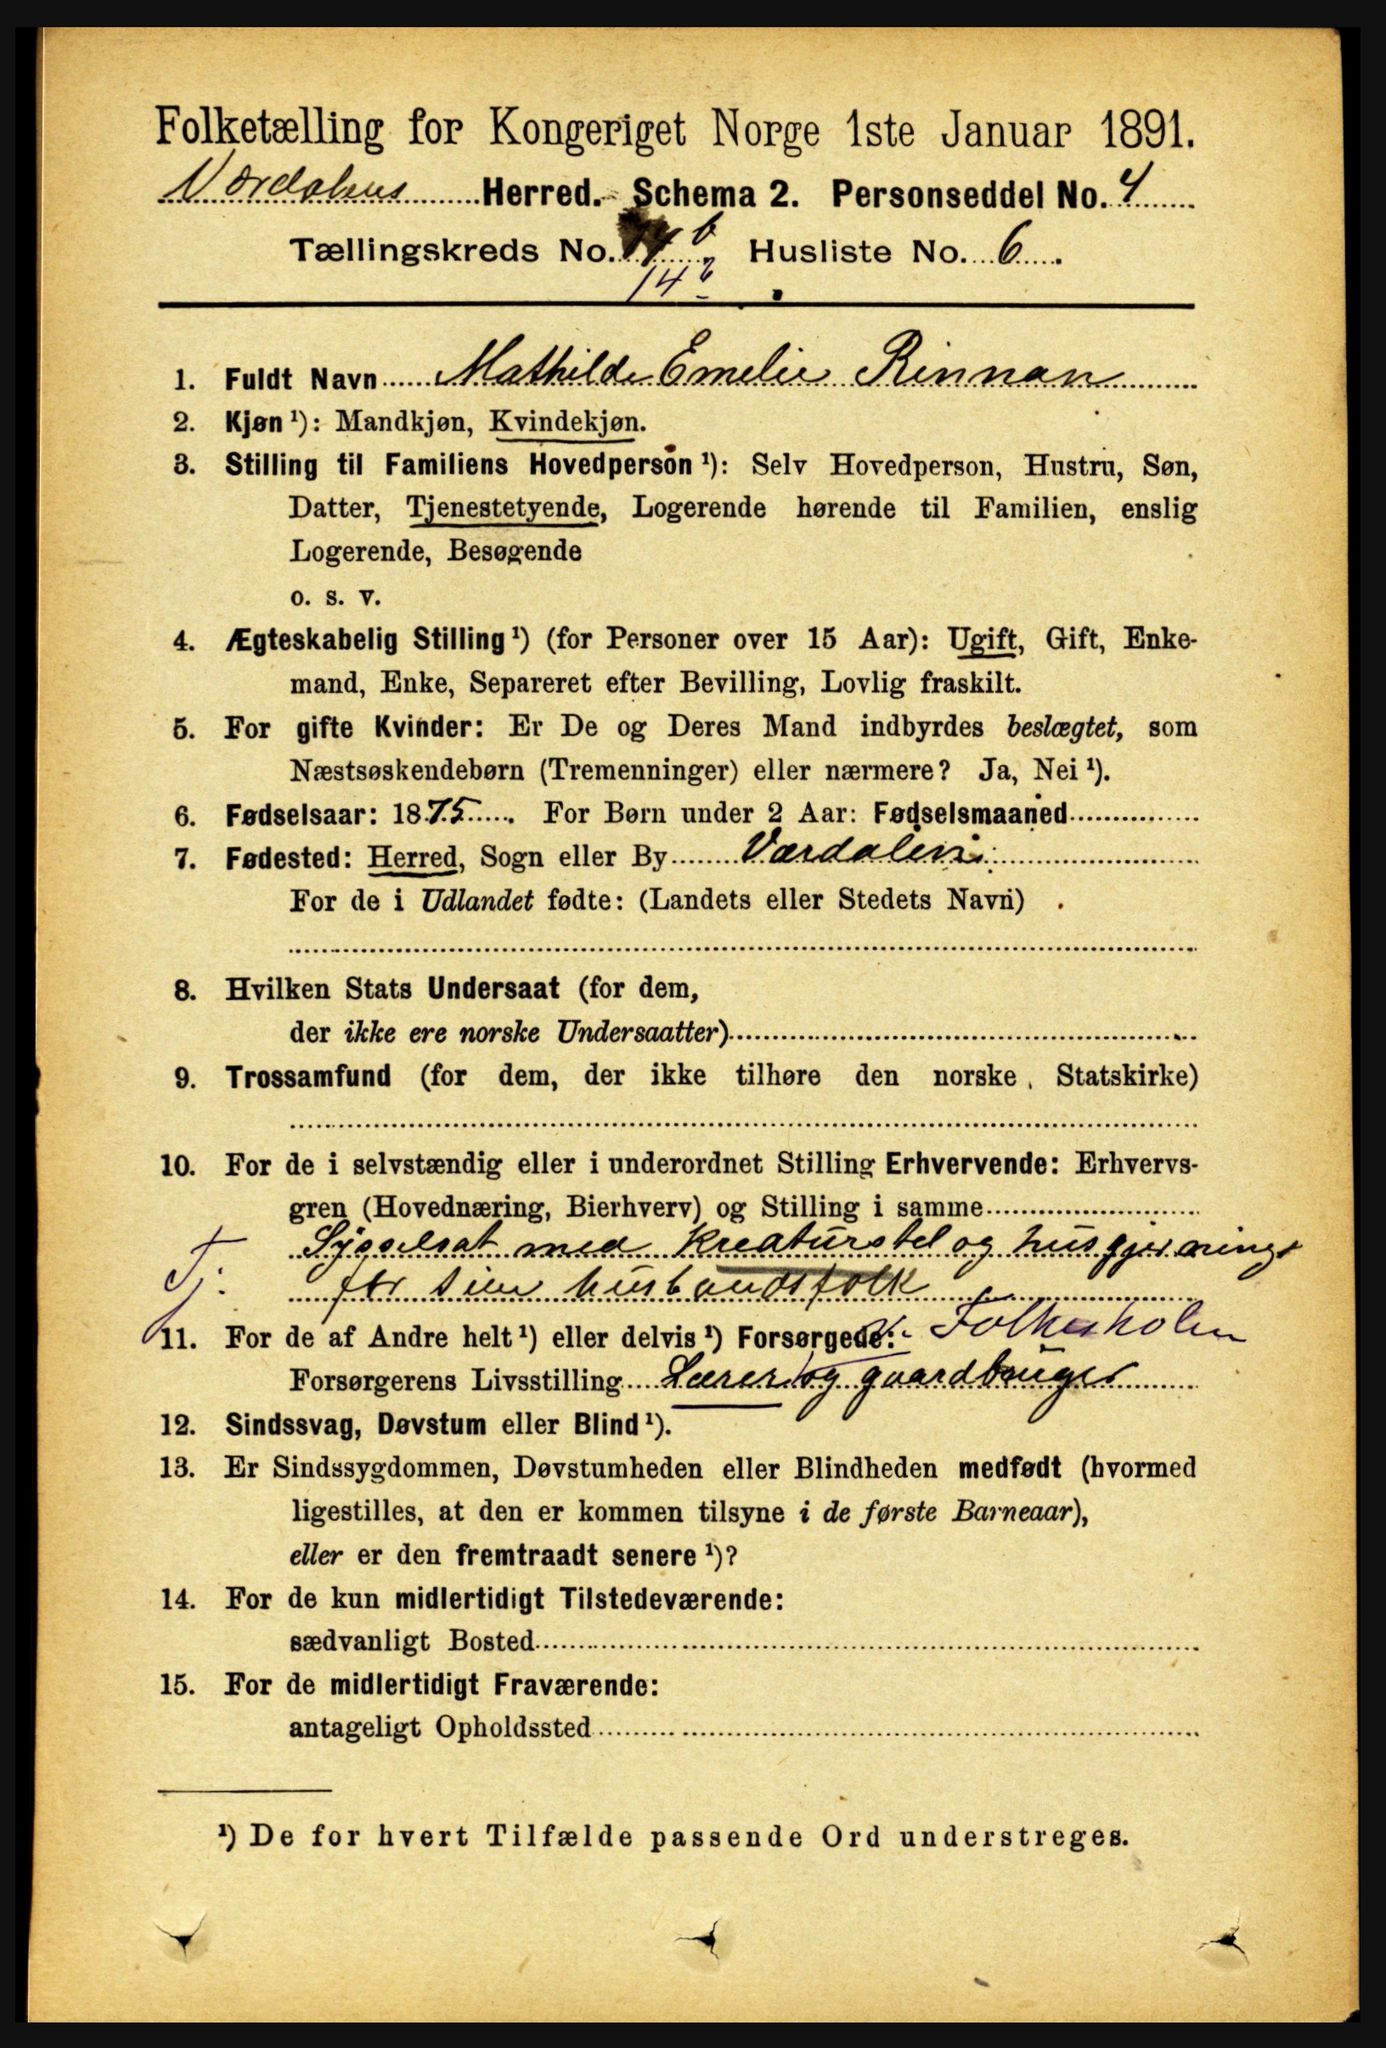 Folketælling for Kongeriget Norge 1ste Januar 1891.
Værdalens Herred. Schema 2. Personseddel No. 4
Tællingskreds No. 14 b Husliste No. 6
14 b
1. Fuldt Navn Mathilde Emelie Rinnan
2. Kjøn ¹): Mandkjøn, Kvindekjøn.
3. Stilling til Familiens Hovedperson ¹): Selv Hovedperson, Hustru, Søn,
Datter, Tjenestetyende, Logerende hørende til Familien, enslig
Logerende, Besøgende
o. s. v.
4. Ægteskabelig Stilling ¹) (for Personer over 15 Aar): Ugift, Gift, Enke-
mand, Enke, Separeret efter Bevilling, Lovlig fraskilt.
5. For gifte Kvinder: Er De og Deres Mand indbyrdes beslægtet, som
Næstsøskendebørn (Tremenninger) eller nærmere? Ja, Nei ¹).
6. Fødselsaar: 1875. For Børn under 2 Aar: Fødselsmaaned
7. Fødested: Herred, Sogn eller By Værdalen
For de i Udlandet fødte: (Landets eller Stedets Navn)
8. Hvilken Stats Undersaat (for dem,
der ikke ere norske Undersaatter)
9. Trossamfund (for dem, der ikke tilhøre den norske Statskirke)
10. For de i selvstændig eller i underordnet Stilling Erhvervende: Erhvervs-
gren (Hovednæring, Bierhverv) og Stilling i samme
Sysselsat med kreaturstel og husgjerninge
Tj. for sine husbondsfolk
11. For de af Andre helt ¹) eller delvis ¹) Forsørgede: Folkeskolen
Forsørgerens Livsstilling Lærer og gaardbruger
12. Sindssvag, Døvstum eller Blind ¹).
13. Er Sindssygdommen, Døvstumheden eller Blindheden medfødt (hvormed
ligestilles, at den er kommen tilsyne i de første Barneaar),
eller er den fremtraadt senere ¹)?
14. For de kun midlertidigt Tilstedeværende:
sædvanligt Bosted
15. For de midlertidigt Fraværende:
antageligt Opholdssted
¹) De for hvert Tilfælde passende Ord understreges.